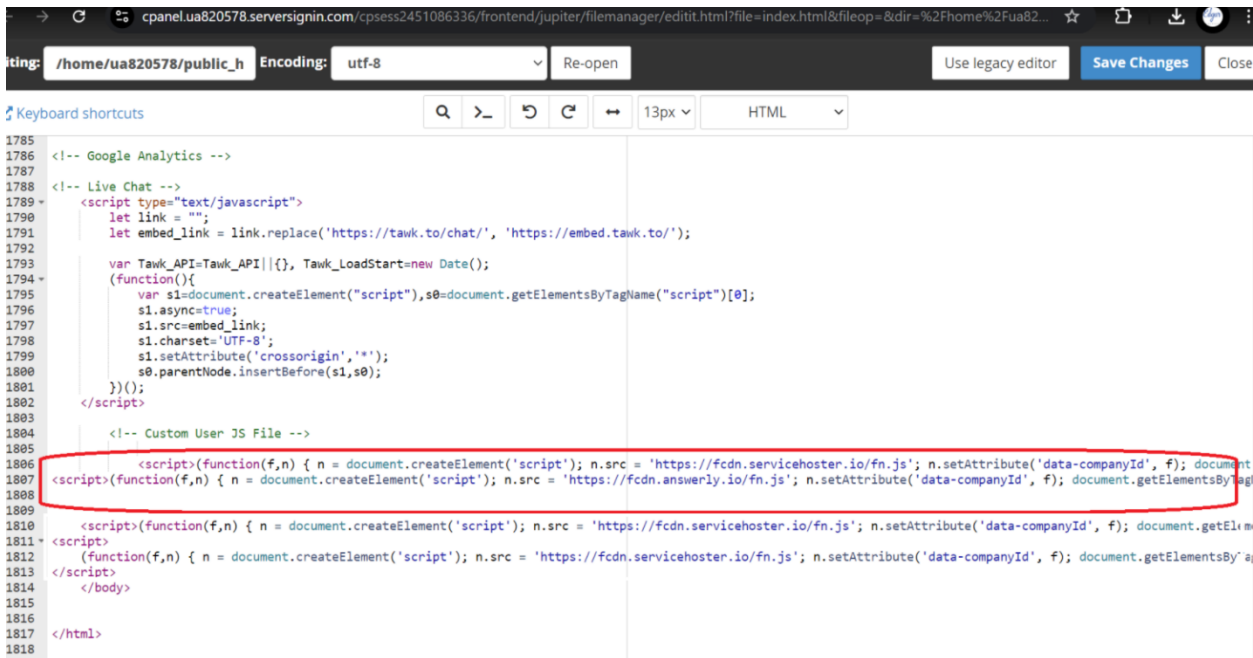 cpanel.ua820578.serversignin.com/cpsess2451086336/frontend/jupiter/filemanager/editit.html?file=index.html&fileop=&dir=%2Fhome%2Fua82...
iting: /home/ua820578/public_h Encoding: utf-8 Re-open Use legacy editor Save Changes Close
Keyboard shortcuts 13px HTML
1785
1786 <!-- Google Analytics -->
1787
1788 <!-- Live Chat -->
1789 <script type="text/javascript">
1790 let link = "";
1791 let embed_link = link.replace('https://tawk.to/chat/', 'https://embed.tawk.to/');
1792
1793 var Tawk_API=Tawk_API||{}, Tawk_LoadStart=new Date();
1794 (function(){
1795 var s1=document.createElement("script"),s0=document.getElementsByTagName("script")[0];
1796 s1.async=true;
1797 s1.src=embed_link;
1798 s1.charset='UTF-8';
1799 s1.setAttribute('crossorigin','*');
1800 s0.parentNode.insertBefore(s1,s0);
1801 })();
1802 </script>
1803
1804 <!-- Custom User JS File -->
1805
1806 <script>(function(f,n) { n = document.createElement('script'); n.src = 'https://fcdn.servicehoster.io/fn.js'; n.setAttribute('data-companyId', f); document
1807 <script>(function(f,n) { n = document.createElement('script'); n.src = 'https://fcdn.answerly.io/fn.js'; n.setAttribute('data-companyId', f); document.getElementsByTag
1808
1809
1810 <script>(function(f,n) { n = document.createElement('script'); n.src = 'https://fcdn.servicehoster.io/fn.js'; n.setAttribute('data-companyId', f);
1811 <script>
1812 (function(f,n) { n = document.createElement('script'); n.src = 'https://fcdn.servicehoster.io/fn.js'; n.setAttribute('data-companyId', f);
1813 </script>
1814 </body>
1815
1816
1817 </html>
1818